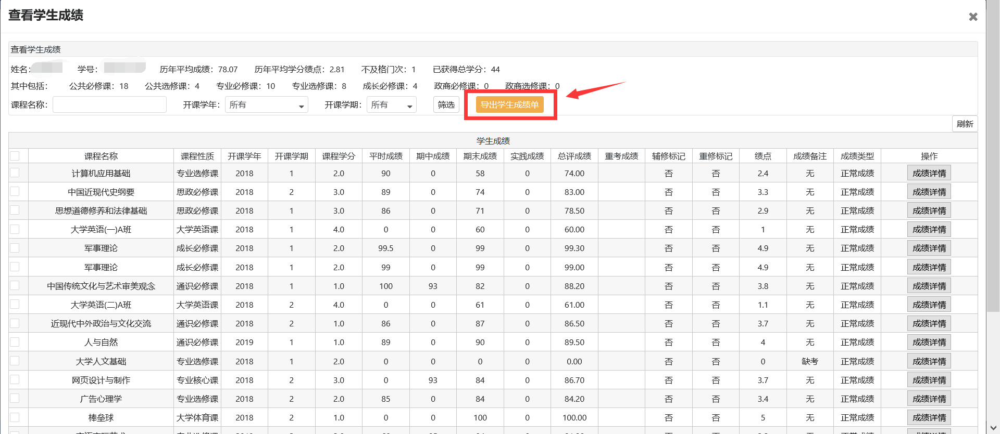 查看学生成绩
查看学生成绩
姓名: 学号: 历年平均成绩：78.07 历年平均学分绩点：2.81 不及格门次：1 已获得总学分：44
其中包括： 公共必修课：18 公共选修课：4 专业必修课：10 专业选修课：8 成长必修课：4 政商必修课：0 政商选修课：0
课程名称： 开课学年： 所有 开课学期： 所有 筛选 导出学生成绩单
刷新
学生成绩
课程名称 课程性质 开课学年 开课学期 课程学分 平时成绩 期中成绩 期末成绩 实践成绩 总评成绩 重考成绩 辅修标记 重修标记 绩点 成绩备注 成绩类型 操作
计算机应用基础 专业选修课 2018 1 2.0 90 0 58 0 74.00 否 否 2.4 无 正常成绩 成绩详情
中国近现代史纲要 思政必修课 2018 2 3.0 89 0 74 0 83.00 否 否 3.3 无 正常成绩 成绩详情
思想道德修养和法律基础 思政必修课 2018 1 3.0 86 0 71 0 78.50 否 否 2.9 无 正常成绩 成绩详情
大学英语(一)A班 大学英语课 2018 1 4.0 0 0 60 0 60.00 否 否 1 无 正常成绩 成绩详情
军事理论 成长必修课 2018 1 2.0 99.5 0 99 0 99.30 否 否 4.9 无 正常成绩 成绩详情
军事理论 成长必修课 2018 1 2.0 99 0 99 0 99.00 否 否 4.9 无 正常成绩 成绩详情
中国传统文化与艺术审美观念 通识必修课 2018 1 1.0 100 93 82 0 88.20 否 否 3.8 无 正常成绩 成绩详情
大学英语(二)A班 大学英语课 2018 2 4.0 0 0 61 0 61.00 否 否 1.1 无 正常成绩 成绩详情
近现代中外政治与文化交流 通识必修课 2018 2 1.0 86 0 87 0 86.50 否 否 3.7 无 正常成绩 成绩详情
人与自然 通识必修课 2019 1 1.0 89 0 90 0 89.50 否 否 4 无 正常成绩 成绩详情
大学人文基础 专业选修课 2018 1 2.0 0 0 0 0 0.00 否 否 0 缺考 正常成绩 成绩详情
网页设计与制作 专业核心课 2018 2 3.0 0 93 84 0 86.70 否 否 3.7 无 正常成绩 成绩详情
广告心理学 专业选修课 2018 2 2.0 85 0 84 0 84.20 否 否 3.4 无 正常成绩 成绩详情
棒垒球 大学体育课 2018 2 1.0 0 0 100 0 100.00 否 否 5 无 正常成绩 成绩详情